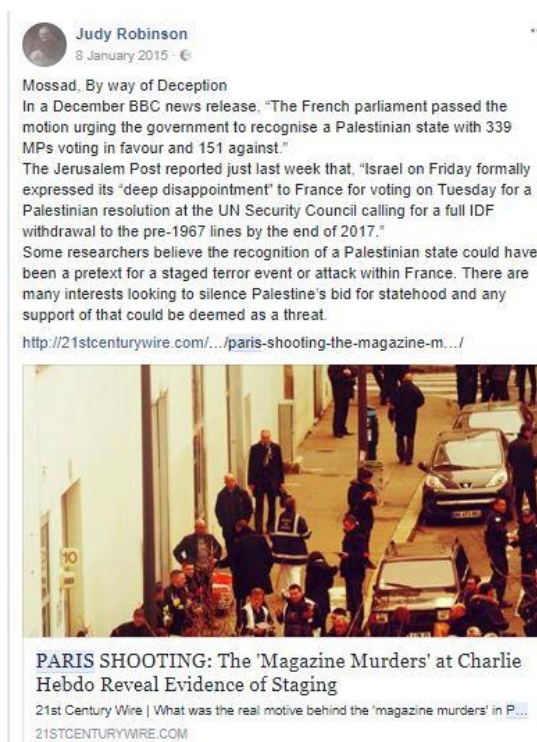 Judy Robinson
8 January 2015 ·
Mossad, By way of Deception
In a December BBC news release, "The French parliament passed the
motion urging the government to recognise a Palestinian state with 339
MPs voting in favour and 151 against."
The Jerusalem Post reported just last week that, "Israel on Friday formally
expressed its "deep disappointment" to France for voting on Tuesday for a
Palestinian resolution at the UN Security Council calling for a full IDF
withdrawal to the pre-1967 lines by the end of 2017."
Some researchers believe the recognition of a Palestinian state could have
been a pretext for a staged terror event or attack within France. There are
many interests looking to silence Palestine's bid for statehood and any
support of that could be deemed as a threat.
http://21stcenturywire.com/.../paris-shooting-the-magazine-m.../
10
PARIS SHOOTING: The 'Magazine Murders' at Charlie
Hebdo Reveal Evidence of Staging
21st Century Wire | What was the real motive behind the 'magazine murders' in P...
21STCENTURYWIRE.COM